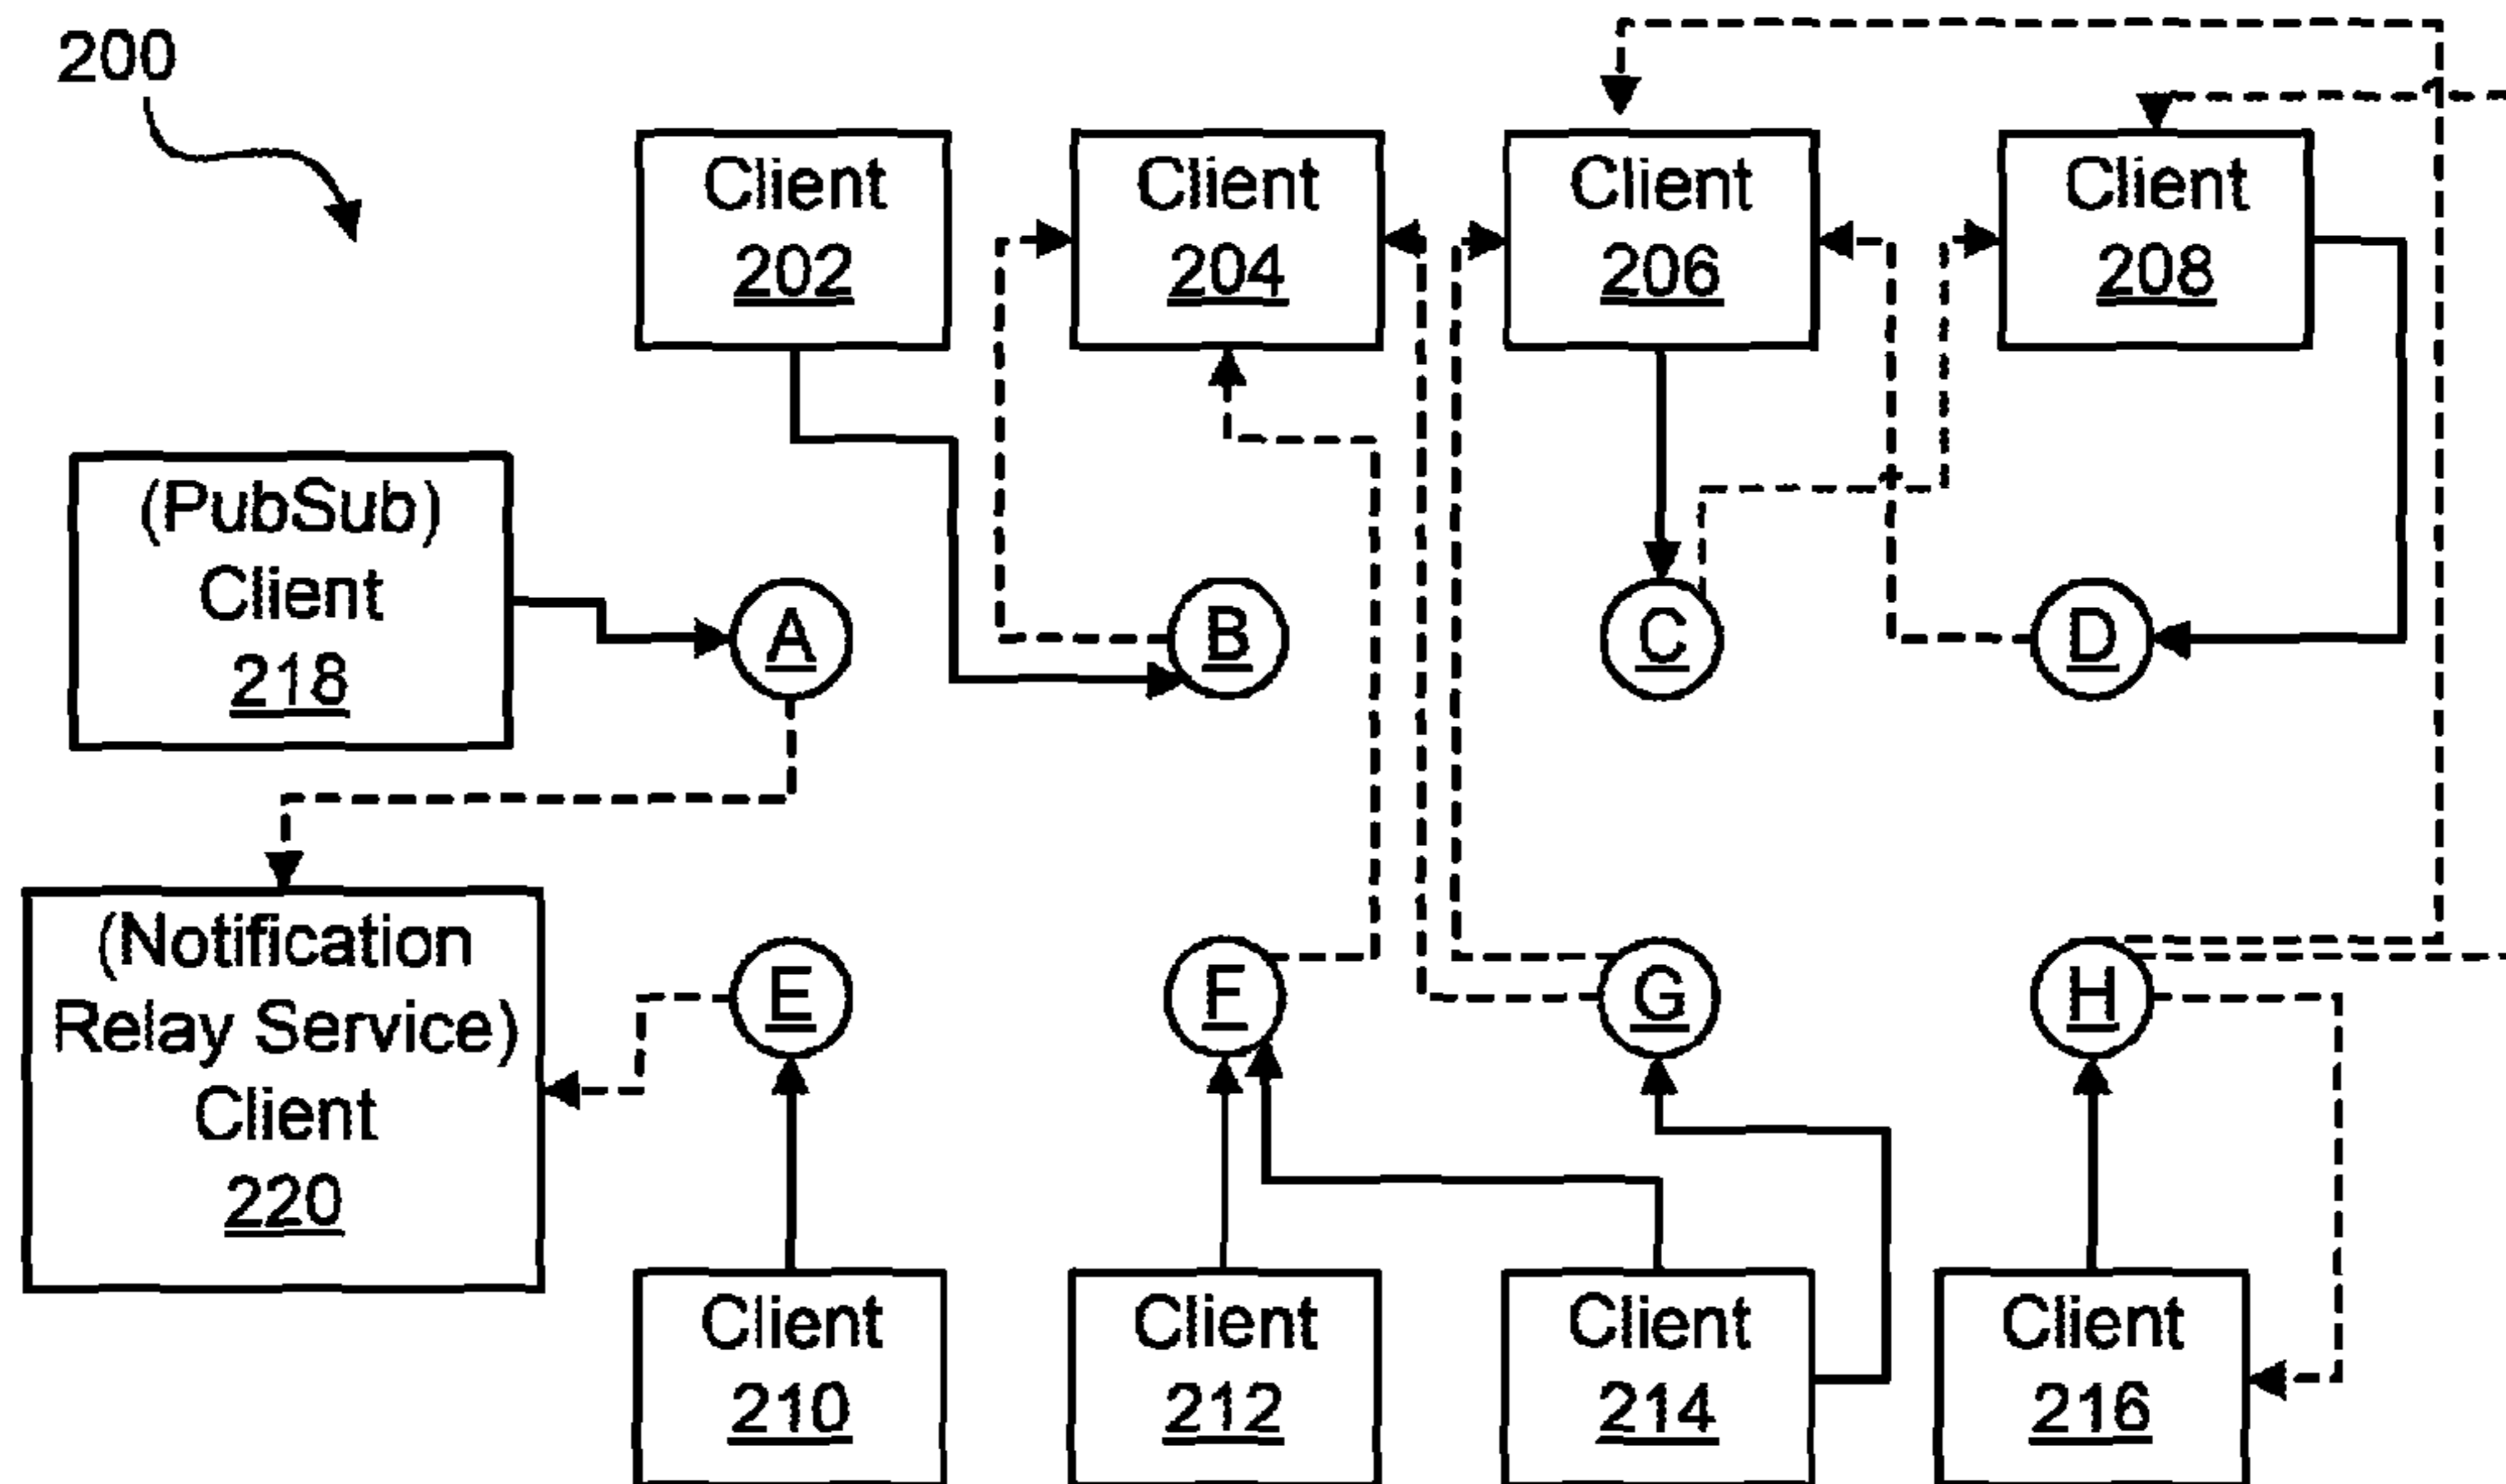 200
Client
202
Client
204
Client
206
Client
208
(PubSub)
Client
218
A
B
C
D
(Notification
Relay Service)
Client
220
E
F
G
H
Client
210
Client
212
Client
214
Client
216